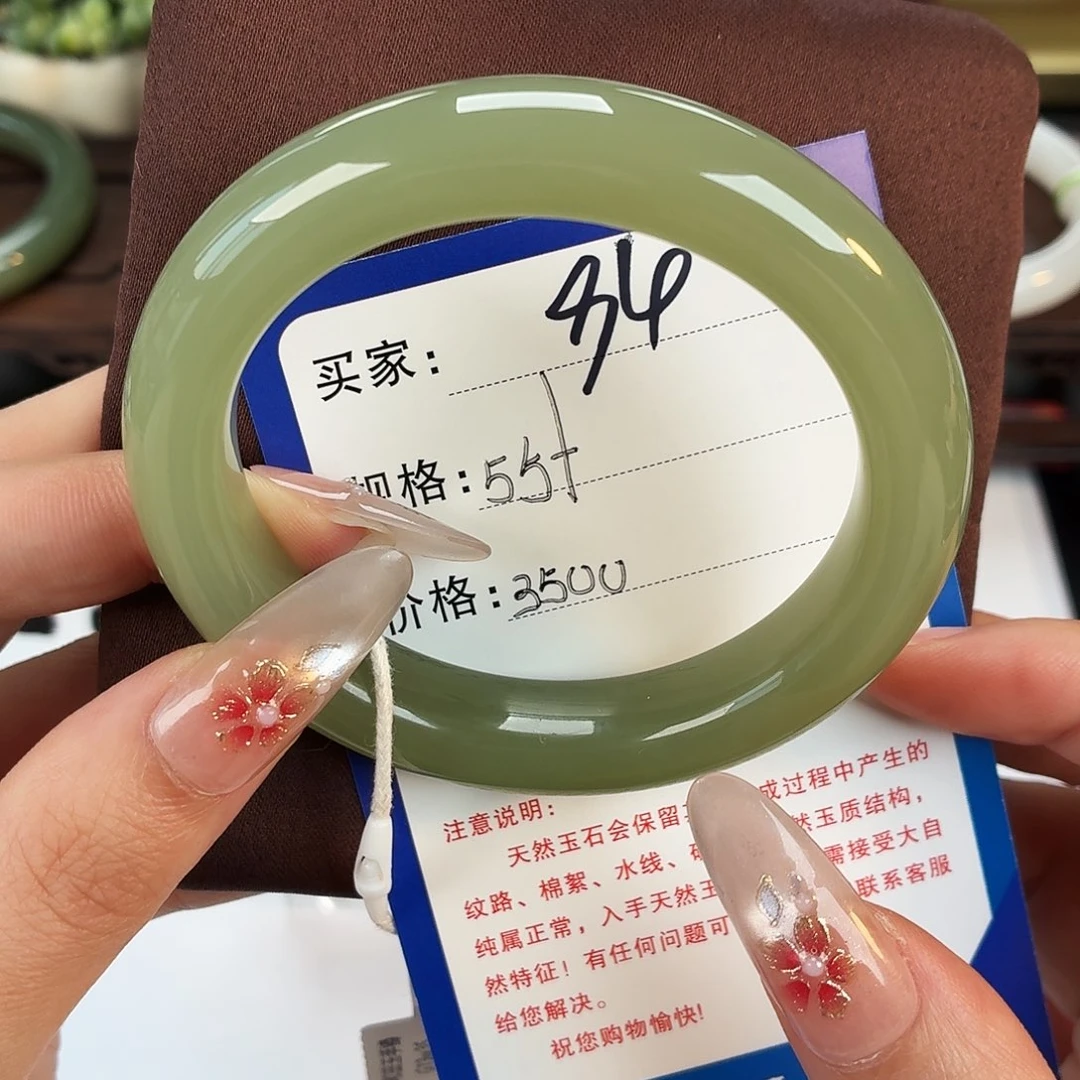 34
买家：
规格：55+
价格：3500
注意说明：
天然玉石会保留 成过程中产生的
纹路、棉絮、水线、 然玉质结构，
纯属正常，入手天然玉 需接受大自
然特征！有任何问题可 联系客服
给您解决。
祝您购物愉快！